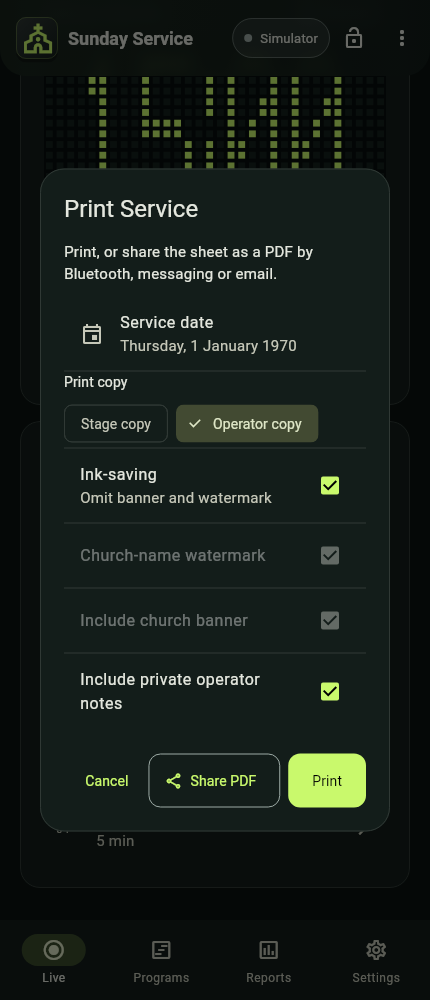 Sunday Service
Simulator
Print Service
Print, or share the sheet as a PDF by
Bluetooth, messaging or email.
Service date
Thursday, 1 January 1970
Print copy
Stage copy
Operator copy
Ink-saving
Omit banner and watermark
Church-name watermark
Include church banner
Include private operator
notes
Cancel
Share PDF
Print
5 min
Live
Programs
Reports
Settings